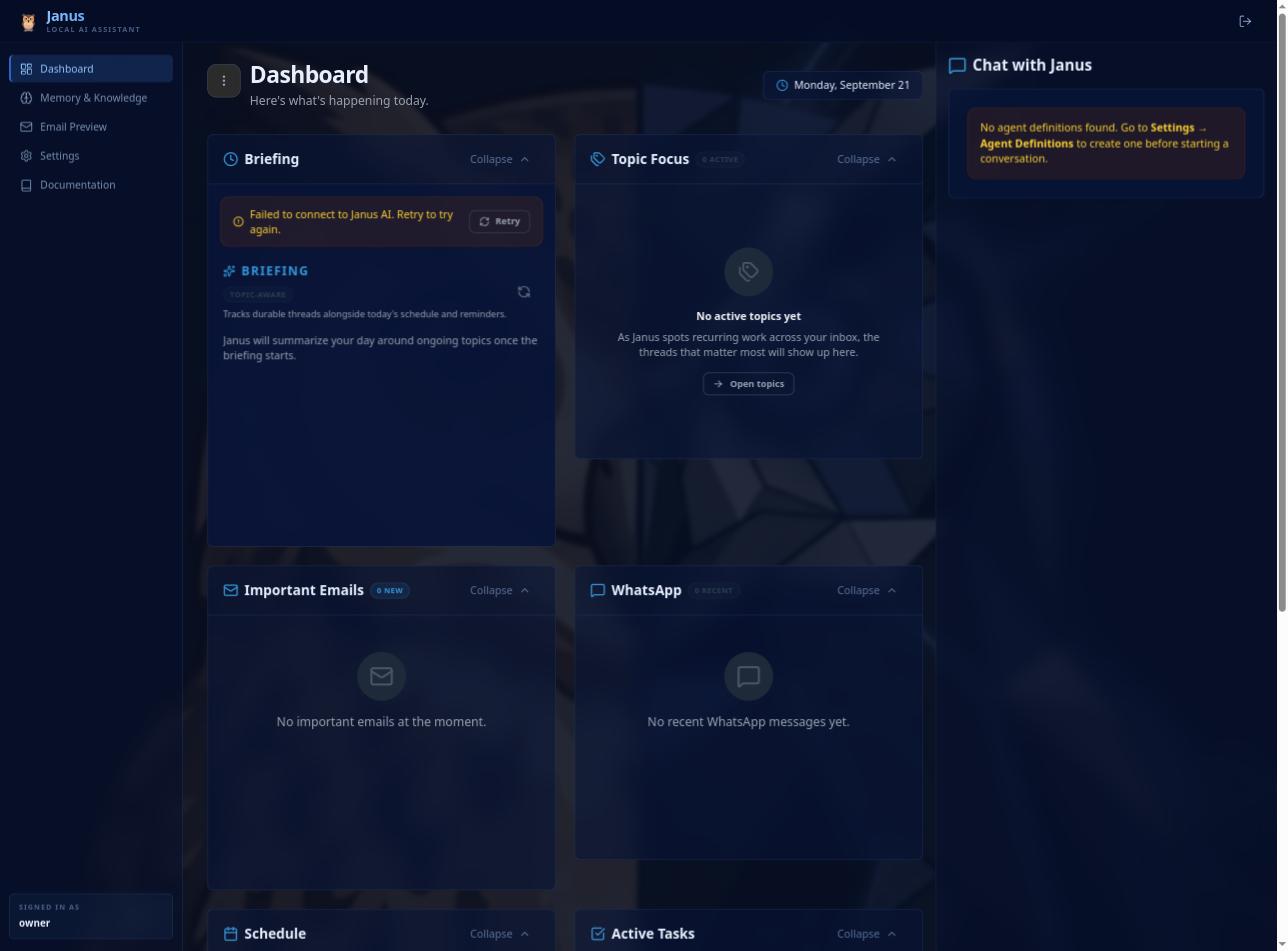 Janus
LOCAL AI ASSISTANT
Dashboard
Memory & Knowledge
Email Preview
Settings
Documentation
SIGNED IN AS
owner
Dashboard
Here's what's happening today.
Monday, September 21
Briefing
Collapse
Failed to connect to Janus AI. Retry to try
again.
Retry
BRIEFING
TOPIC-AWARE
Tracks durable threads alongside today's schedule and reminders.
Janus will summarize your day around ongoing topics once the
briefing starts.
Topic Focus
0 ACTIVE
Collapse
No active topics yet
As Janus spots recurring work across your inbox, the
threads that matter most will show up here.
Open topics
Important Emails
0 NEW
Collapse
No important emails at the moment.
WhatsApp
0 RECENT
Collapse
No recent WhatsApp messages yet.
Schedule
Collapse
Active Tasks
Collapse
Chat with Janus
No agent definitions found. Go to Settings →
Agent Definitions to create one before starting a
conversation.